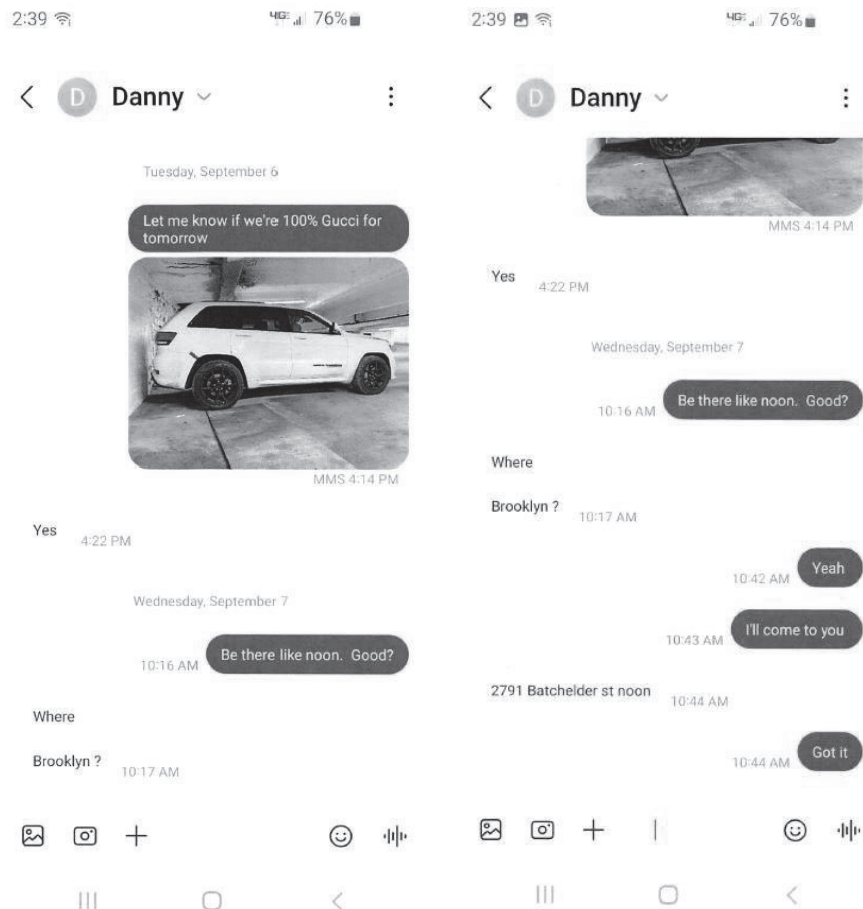 2:39 4GE 76%
D Danny
Tuesday, September 6
Let me know if we're 100% Gucci for
tomorrow
MMS 4:14 PM
Yes
4:22 PM
Wednesday, September 7
Be there like noon. Good?
10:16 AM
Where
Brooklyn ?
10:17 AM
2:39 4GE 76%
D Danny
MMS 4:14 PM
Yes
4:22 PM
Wednesday, September 7
Be there like noon. Good?
10:16 AM
Where
Brooklyn ?
10:17 AM
Yeah
10:42 AM
I'll come to you
10:43 AM
2791 Batchelder st noon
10:44 AM
Got it
10:44 AM